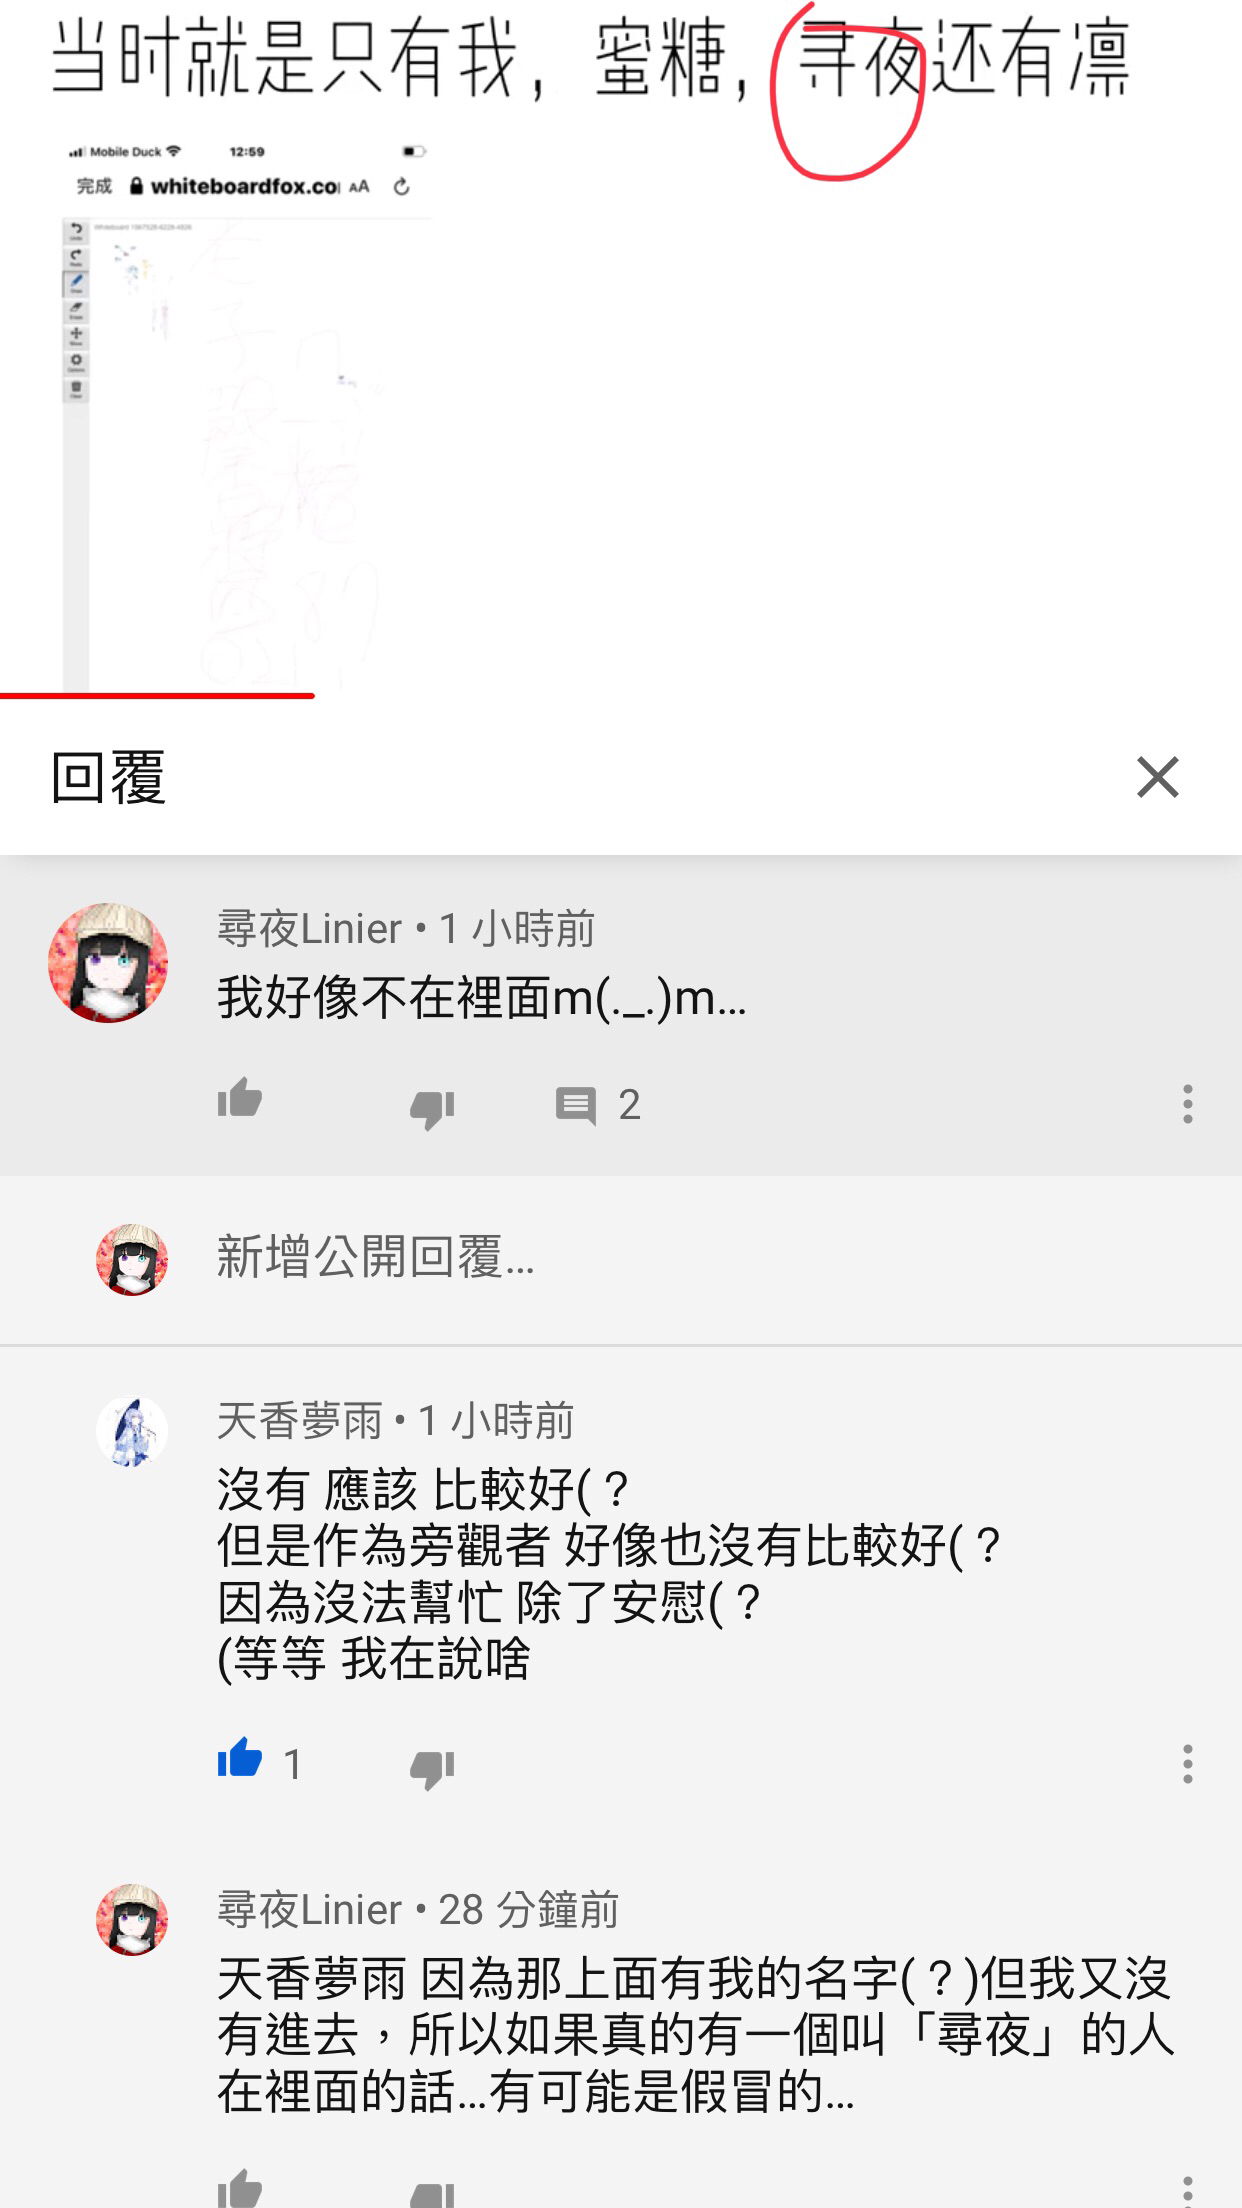 当时就是只有我，蜜糖，寻夜还有凛
Mobile Duck 12:59
完成 whiteboardfox.co AA
回覆
尋夜Linier • 1 小時前
我好像不在裡面m(._.)m...
2
新增公開回覆...
天香夢雨 • 1 小時前
沒有 應該 比較好(？
但是作為旁觀者 好像也沒有比較好(？
因為沒法幫忙 除了安慰(？
(等等 我在說啥
1
尋夜Linier • 28 分鐘前
天香夢雨 因為那上面有我的名字(？)但我又沒
有進去，所以如果真的有一個叫「尋夜」的人
在裡面的話...有可能是假冒的...